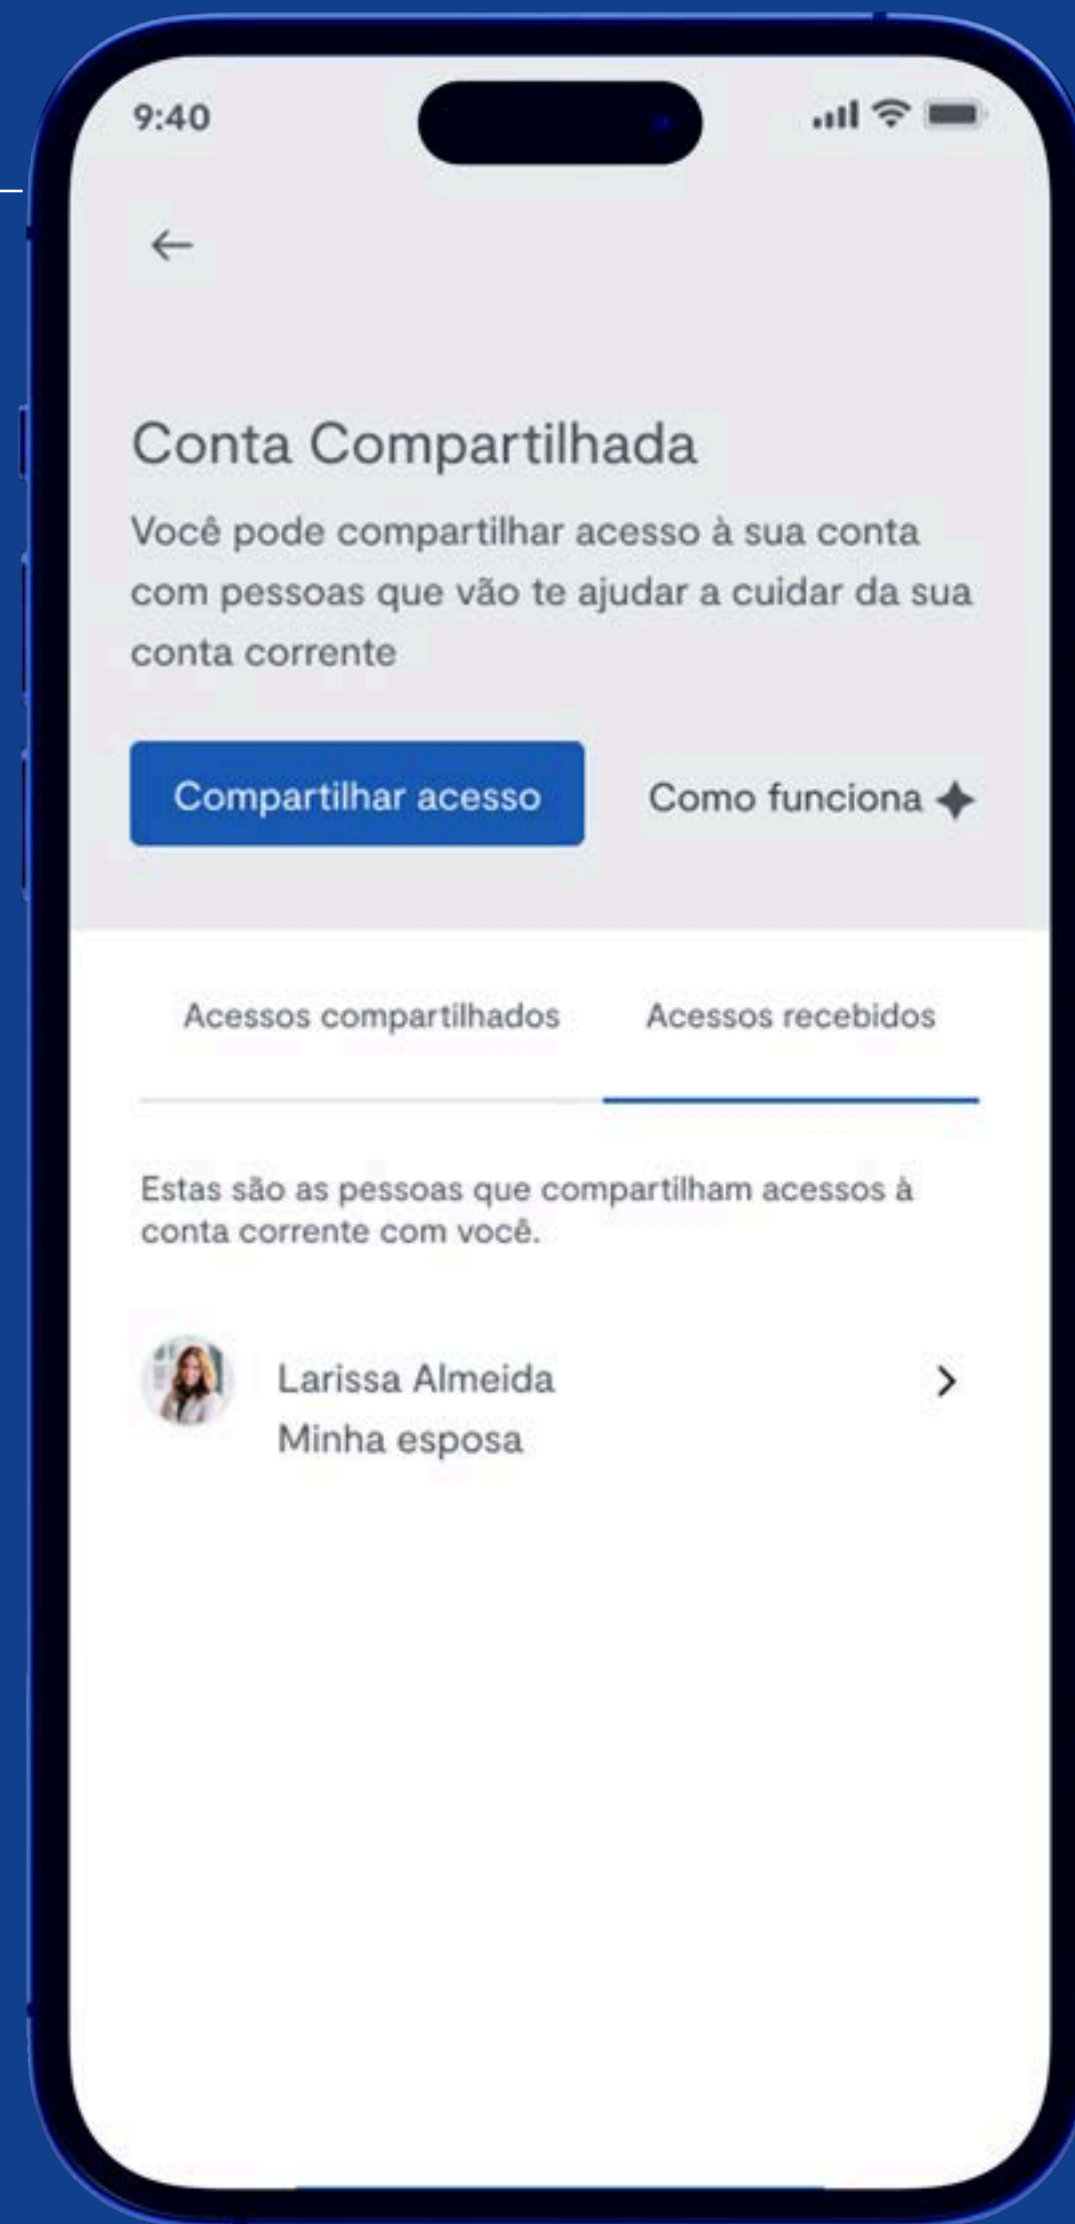 9:40
Conta Compartilhada
Você pode compartilhar acesso à sua conta
com pessoas que vão te ajudar a cuidar da sua
conta corrente
Compartilhar acesso
Como funciona
Acessos compartilhados
Acessos recebidos
Estas são as pessoas que compartilham acessos à
conta corrente com você.
Larissa Almeida
Minha esposa